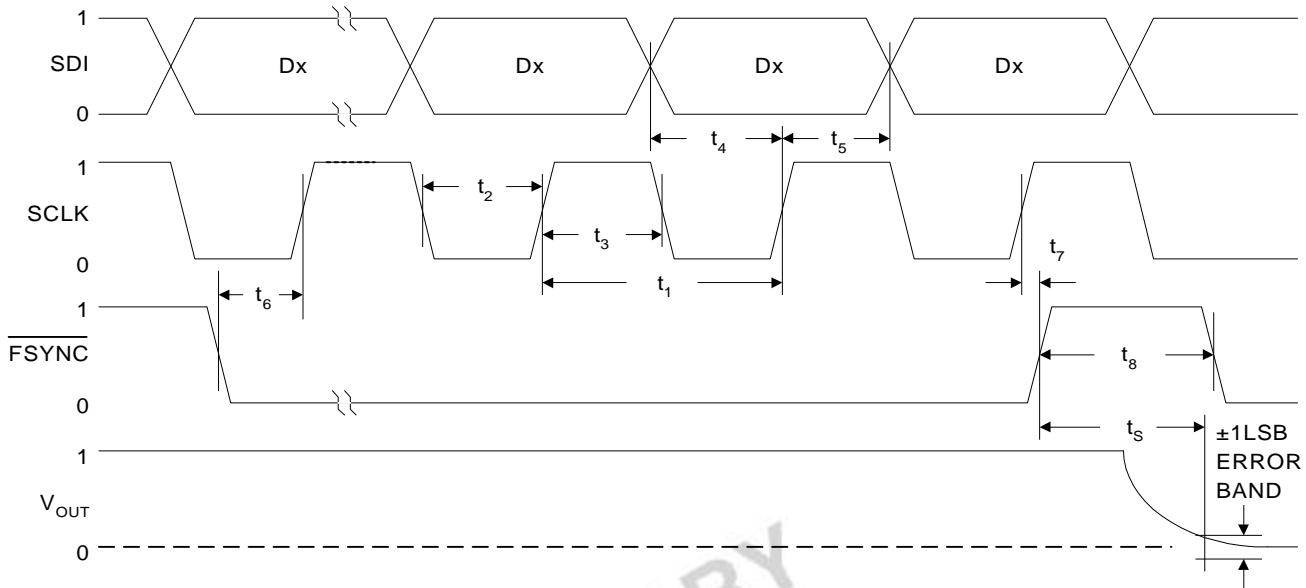 1
SDI
0
Dx
Dx
Dx
Dx
t4
t5
1
SCLK
0
t2
t3
t1
t7
t6
1
FSYNC
0
t8
tS
±1LSB
ERROR
BAND
1
VOUT
0